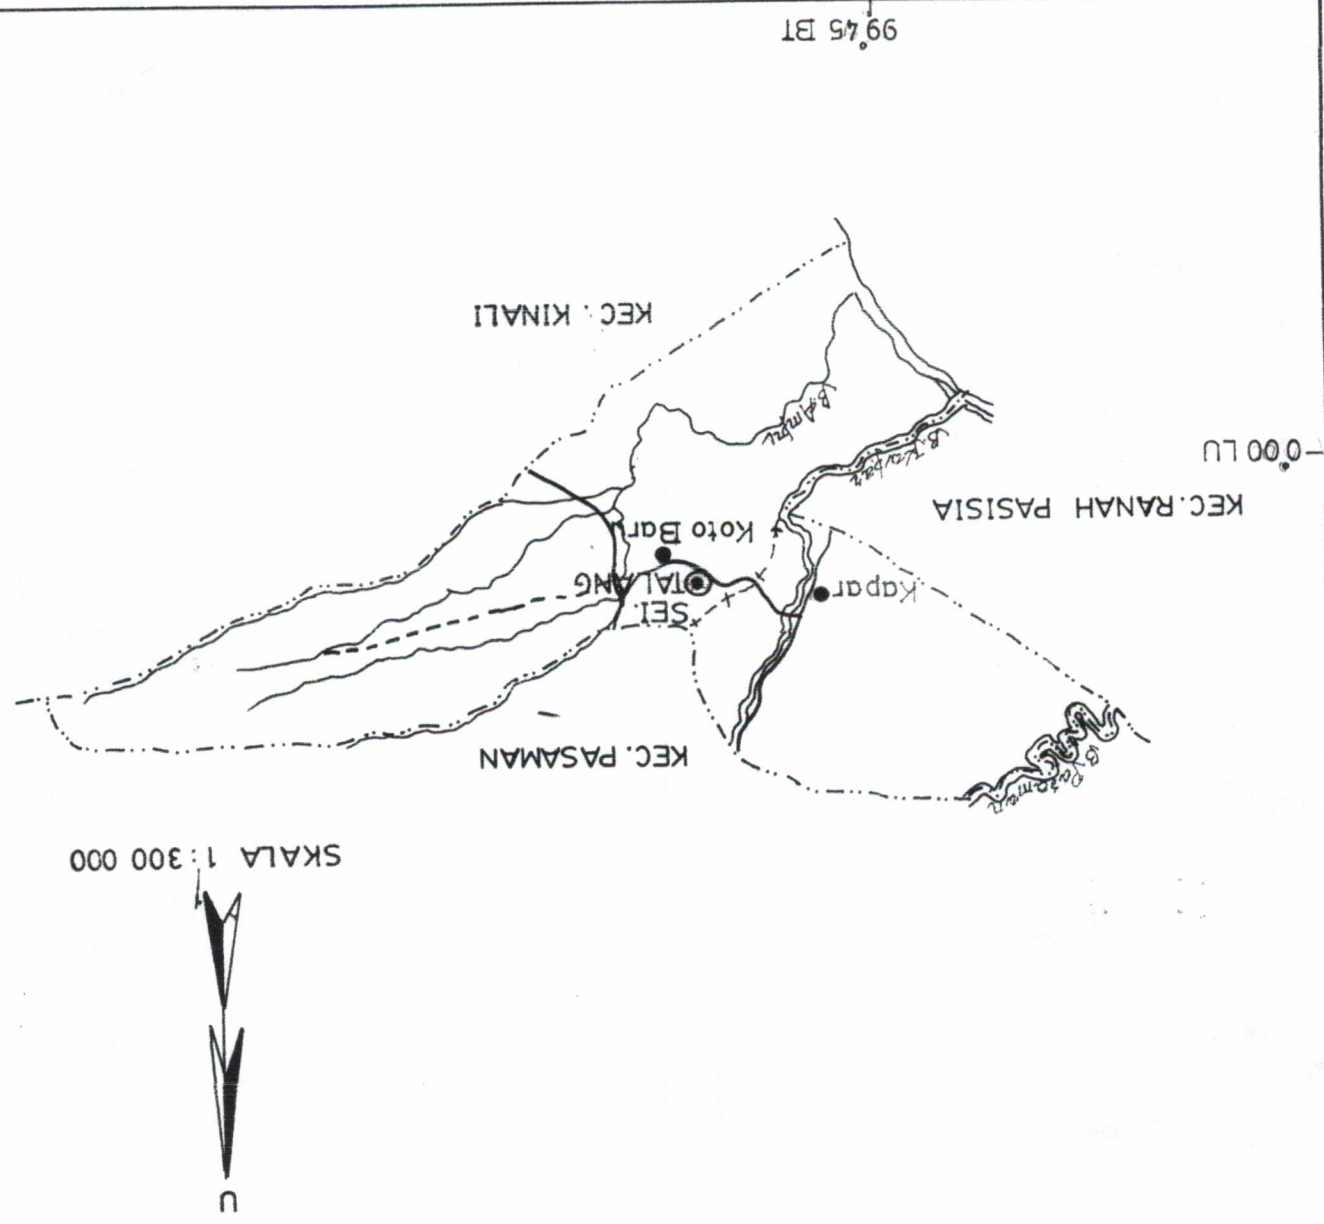 U
SKALA 1:300 000
B. Pasaman
KEC. PASAMAN
Kapar
SEI.
TALANG
Koto Baru
KEC. RANAH PASISIA
0°00 LU
B.
KEC. KINALI
99°45 BT